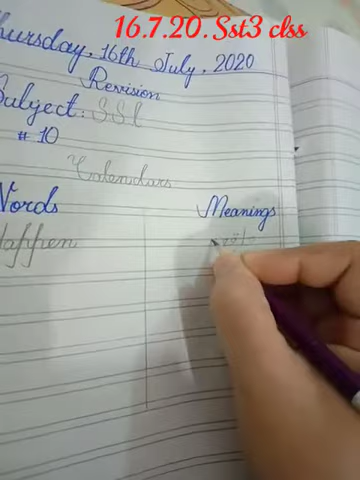 16.7.20.Sst3 clss
Thursday, 16th July, 2020
Revision
Subject: SSt
# 10
Calendars
Words Meanings
Happen